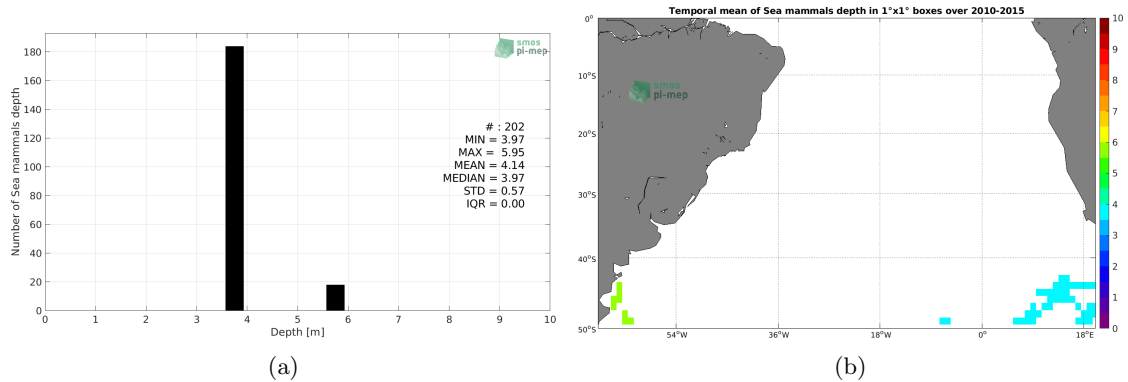 smos
pi-mep
Number of Sea mammals depth
180
160
140
120
100
80
60
40
20
0
# : 202
MIN = 3.97
MAX = 5.95
MEAN = 4.14
MEDIAN = 3.97
STD = 0.57
IQR = 0.00
0 1 2 3 4 5 6 7 8 9 10
Depth [m]
(a)
Temporal mean of Sea mammals depth in 1°x1° boxes over 2010-2015
smos
pi-mep
0°
10°S
20°S
30°S
40°S
50°S
54°W 36°W 18°W 0° 18°E
10
9
8
7
6
5
4
3
2
1
0
(b)